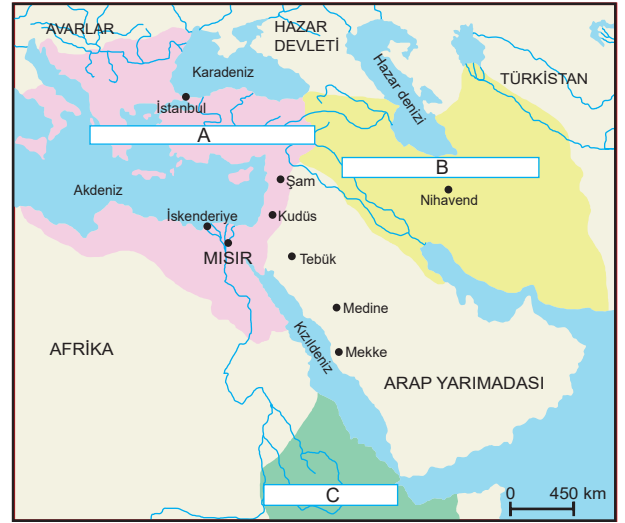 AVARLAR
HAZAR
DEVLETİ
Karadeniz
Hazar denizi
TÜRKİSTAN
İstanbul
A
B
Akdeniz
Şam
Nihavend
İskenderiye
Kudüs
MISIR
Tebük
Medine
Kızıldeniz
AFRİKA
Mekke
ARAP YARIMADASI
C
0 450 km